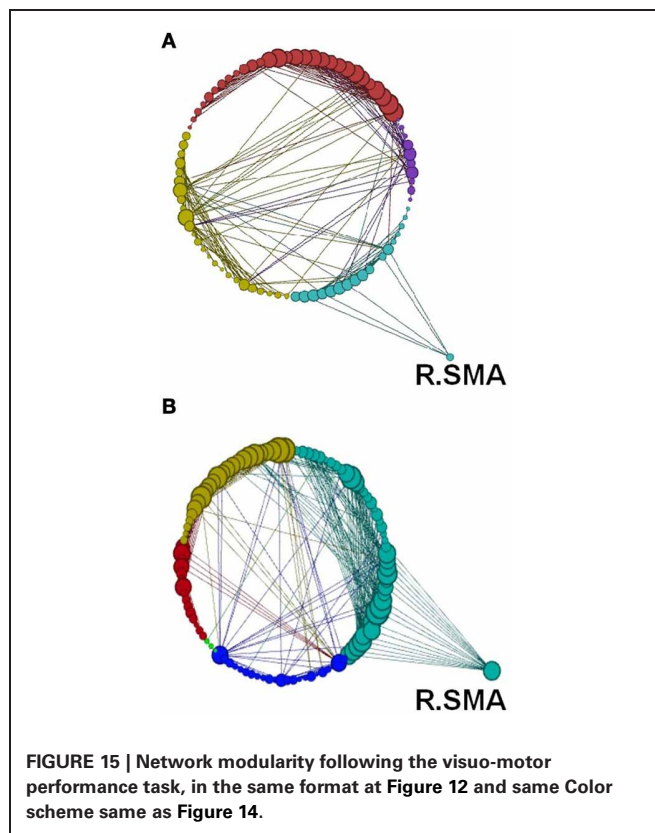 A
R.SMA
B
R.SMA
FIGURE 15 | Network modularity following the visuo-motor
performance task, in the same format at Figure 12 and same Color
scheme same as Figure 14.